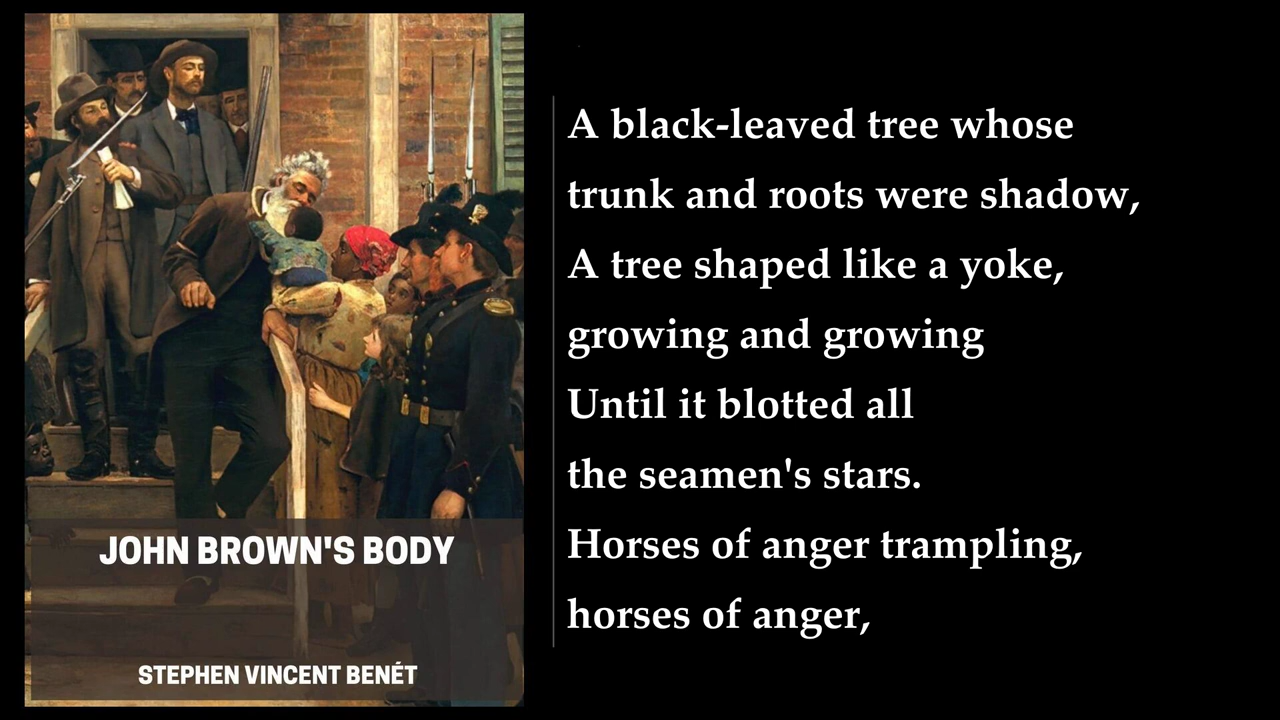 JOHN BROWN'S BODY
STEPHEN VINCENT BENÉT
A black-leaved tree whose
trunk and roots were shadow,
A tree shaped like a yoke,
growing and growing
Until it blotted all
the seamen's stars.
Horses of anger trampling,
horses of anger,